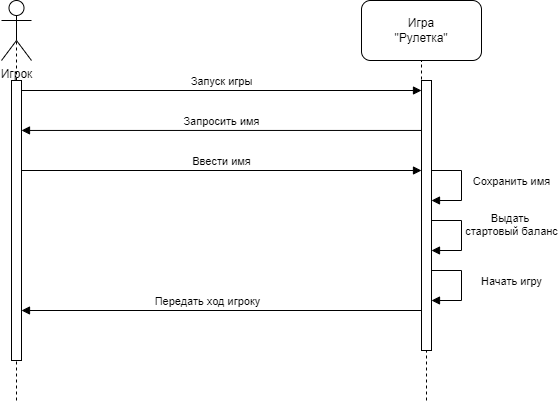 Игра
"Рулетка"
Игрок
Запуск игры
Запросить имя
Ввести имя
Сохранить имя
Выдать
стартовый баланс
Начать игру
Передать ход игроку